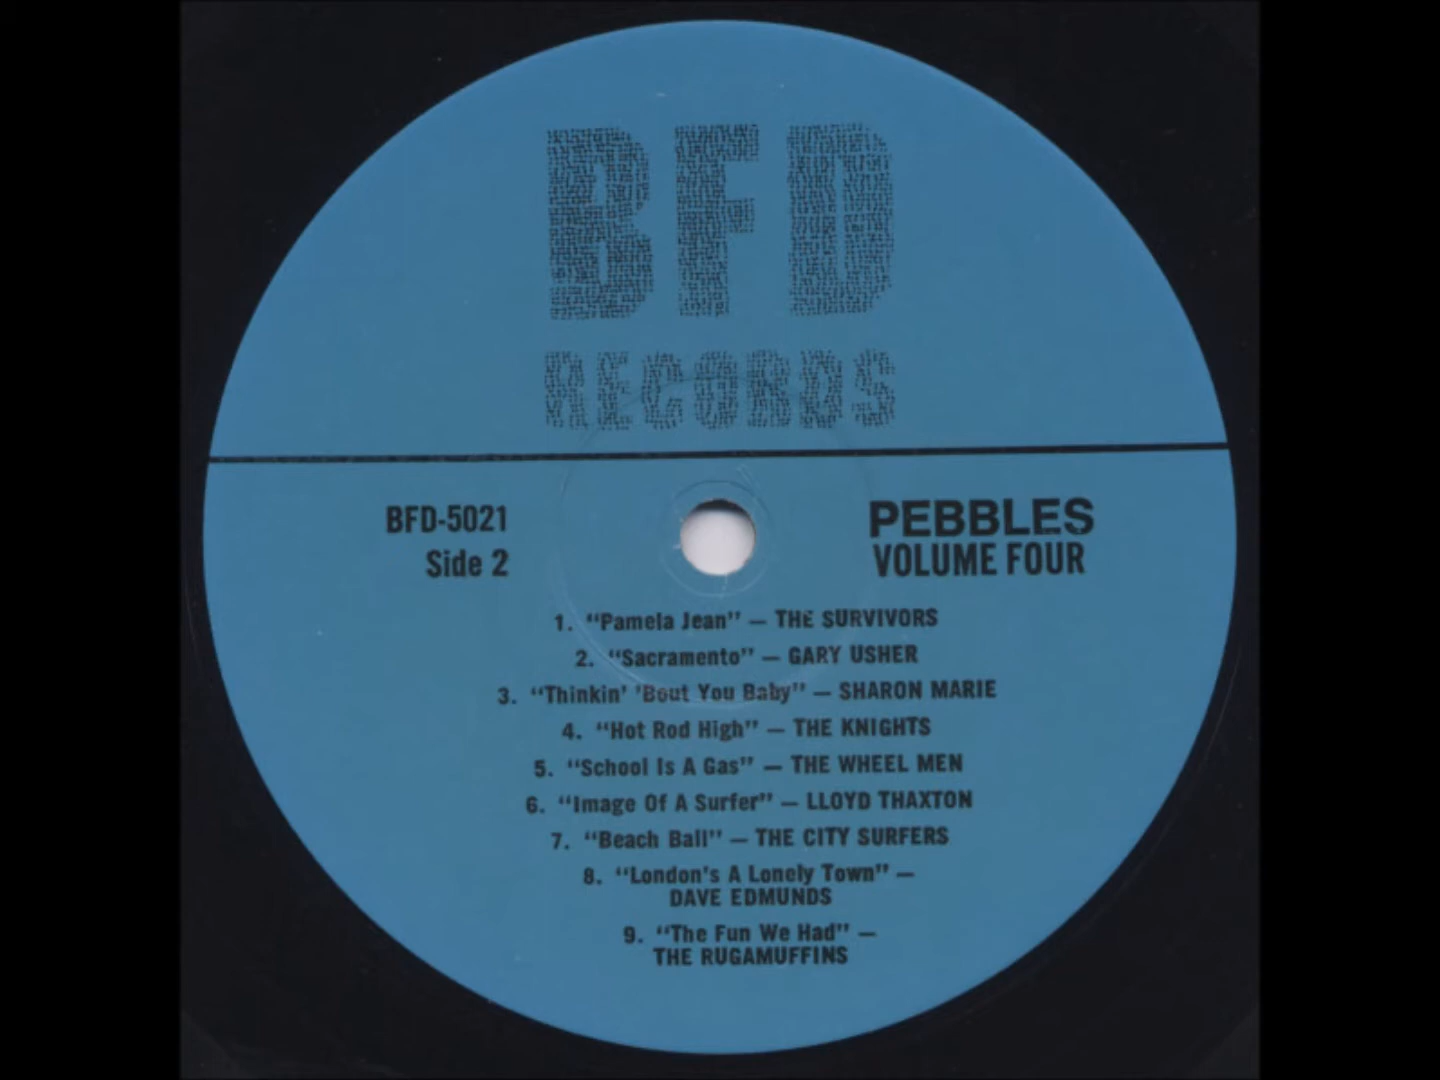 BFD
RECORDS
BFD-5021
Side 2
PEBBLES
VOLUME FOUR
1. "Pamela Jean" — THE SURVIVORS
2. "Sacramento" — GARY USHER
3. "Thinkin' 'Bout You Baby" — SHARON MARIE
4. "Hot Rod High" — THE KNIGHTS
5. "School Is A Gas" — THE WHEEL MEN
6. "Image Of A Surfer" — LLOYD THAXTON
7. "Beach Ball" — THE CITY SURFERS
8. "London's A Lonely Town" —
DAVE EDMUNDS
9. "The Fun We Had" —
THE RUGAMUFFINS